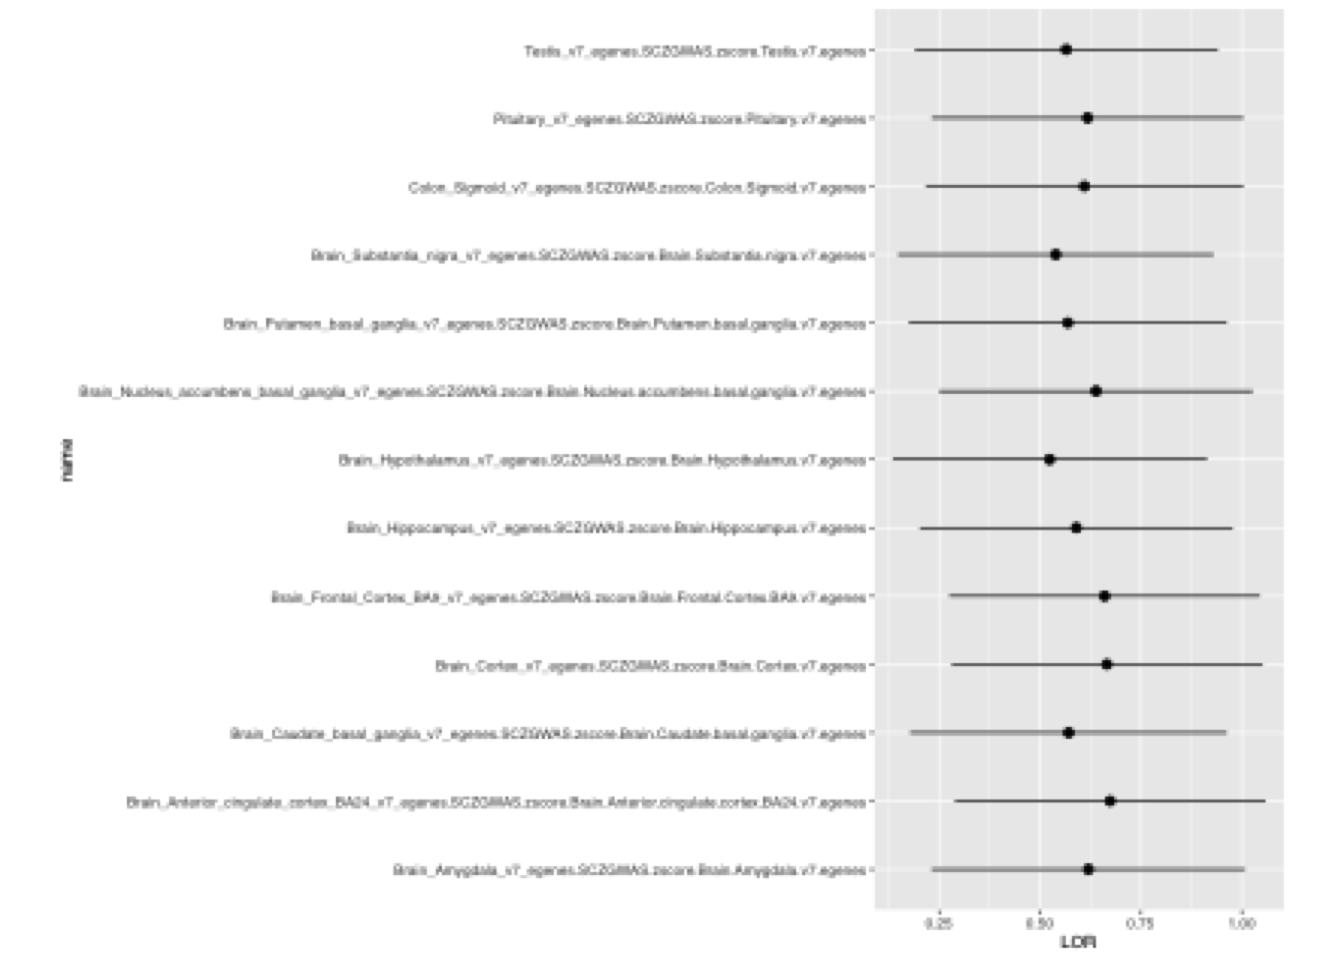 Testis_v7_egenes.SCZGWAS.zscore.Testis.v7.egenes
Pituitary_v7_egenes.SCZGWAS.zscore.Pituitary.v7.egenes
Colon_Sigmoid_v7_egenes.SCZGWAS.zscore.Colon.Sigmoid.v7.egenes
Brain_Substantia_nigra_v7_egenes.SCZGWAS.zscore.Brain.Substantia.nigra.v7.egenes
Brain_Putamen_basal_ganglia_v7_egenes.SCZGWAS.zscore.Brain.Putamen.basal.ganglia.v7.egenes
Brain_Nucleus_accumbens_basal_ganglia_v7_egenes.SCZGWAS.zscore.Brain.Nucleus.accumbens.basal.ganglia.v7.egenes
name
Brain_Hypothalamus_v7_egenes.SCZGWAS.zscore.Brain.Hypothalamus.v7.egenes
Brain_Hippocampus_v7_egenes.SCZGWAS.zscore.Brain.Hippocampus.v7.egenes
Brain_Frontal_Cortex_BA9_v7_egenes.SCZGWAS.zscore.Brain.Frontal.Cortex.BA9.v7.egenes
Brain_Cortex_v7_egenes.SCZGWAS.zscore.Brain.Cortex.v7.egenes
Brain_Caudate_basal_ganglia_v7_egenes.SCZGWAS.zscore.Brain.Caudate.basal.ganglia.v7.egenes
Brain_Anterior_cingulate_cortex_BA24_v7_egenes.SCZGWAS.zscore.Brain.Anterior.cingulate.cortex.BA24.v7.egenes
Brain_Amygdala_v7_egenes.SCZGWAS.zscore.Brain.Amygdala.v7.egenes
0.25 0.50 0.75 1.00
LOR